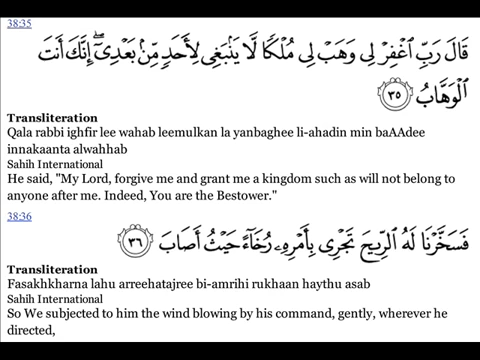 38:35
قَالَ رَبِّ ٱغْفِرْ لِى وَهَبْ لِى مُلْكًا لَّا يَنۢبَغِى لِأَحَدٍ مِّنۢ بَعْدِىٓ ۖ إِنَّكَ أَنتَ
ٱلْوَهَّابُ ٣٥
Transliteration
Qala rabbi ighfir lee wahab leemulkan la yanbaghee li-ahadin min baAAdee
innakaanta alwahhab
Sahih International
He said, "My Lord, forgive me and grant me a kingdom such as will not belong to
anyone after me. Indeed, You are the Bestower."
38:36
فَسَخَّرْنَا لَهُ ٱلرِّيحَ تَجْرِى بِأَمْرِهِۦ رُخَآءً حَيْثُ أَصَابَ ٣٦
Transliteration
Fasakhkharna lahu arreehatajree bi-amrihi rukhaan haythu asab
Sahih International
So We subjected to him the wind blowing by his command, gently, wherever he
directed,